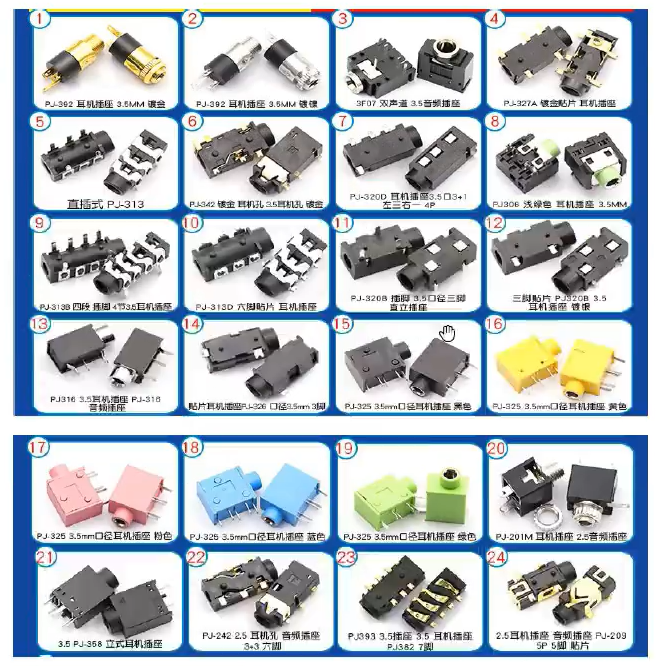 1
PJ-392 耳机插座 3.5MM 镀金
2
PJ-392 耳机插座 3.5MM 镀镍
3
3F07 双声道 3.5音频插座
4
PJ-327A 镀金贴片 耳机插座
5
直插式 PJ-313
6
PJ-342 镀金 耳机孔 3.5耳机孔 镀金
7
PJ-320D 耳机插座3.5口3+1
左三右一 4P
8
PJ306 浅绿色 耳机插座 3.5MM
9
PJ-313B 四段 插脚 4节3.5耳机插座
10
PJ-313D 六脚贴片 耳机插座
11
PJ-320B 插脚 3.5口径三脚
直立插座
12
三脚贴片 PJ320B 3.5
耳机插座 镀银
13
PJ316 3.5耳机插座 PJ-316
音频插座
14
贴片耳机插座PJ-326 口径3.5mm 3脚
15
PJ-325 3.5mm口径耳机插座 黑色
16
PJ-325 3.5mm口径耳机插座 黄色
17
PJ-325 3.5mm口径耳机插座 粉色
18
PJ-325 3.5mm口径耳机插座 蓝色
19
PJ-325 3.5mm口径耳机插座 绿色
20
PJ-201M 耳机插座 2.5音频插座
21
3.5 PJ-358 立式耳机插座
22
PJ-242 2.5 耳机孔 音频插座
3+3 六脚
23
PJ393 3.5插座 3.5 耳机插座
PJ382 7脚
24
2.5耳机插座 音频插座 PJ-209
5P 5脚 贴片